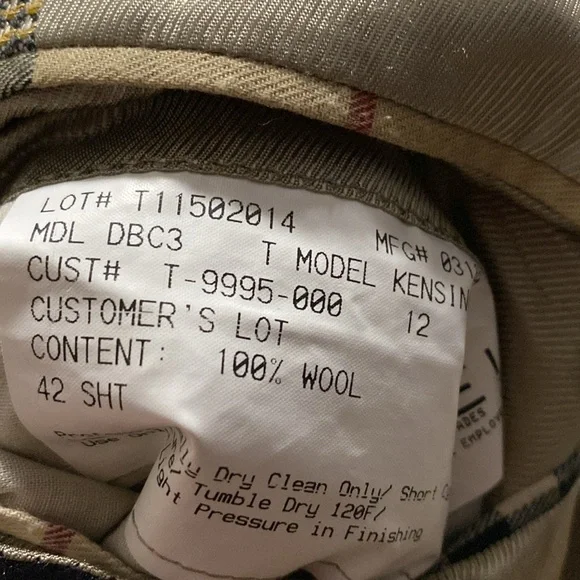 LOT# T11502014 MFG# 031
MDL DBC3 T MODEL KENSIN
CUST# T-9995-000 12
CUSTOMER'S LOT
CONTENT: 100% WOOL
42 SHT
Dry Clean Only/ Short
Tumble Dry 120F/
Pressure in Finishing